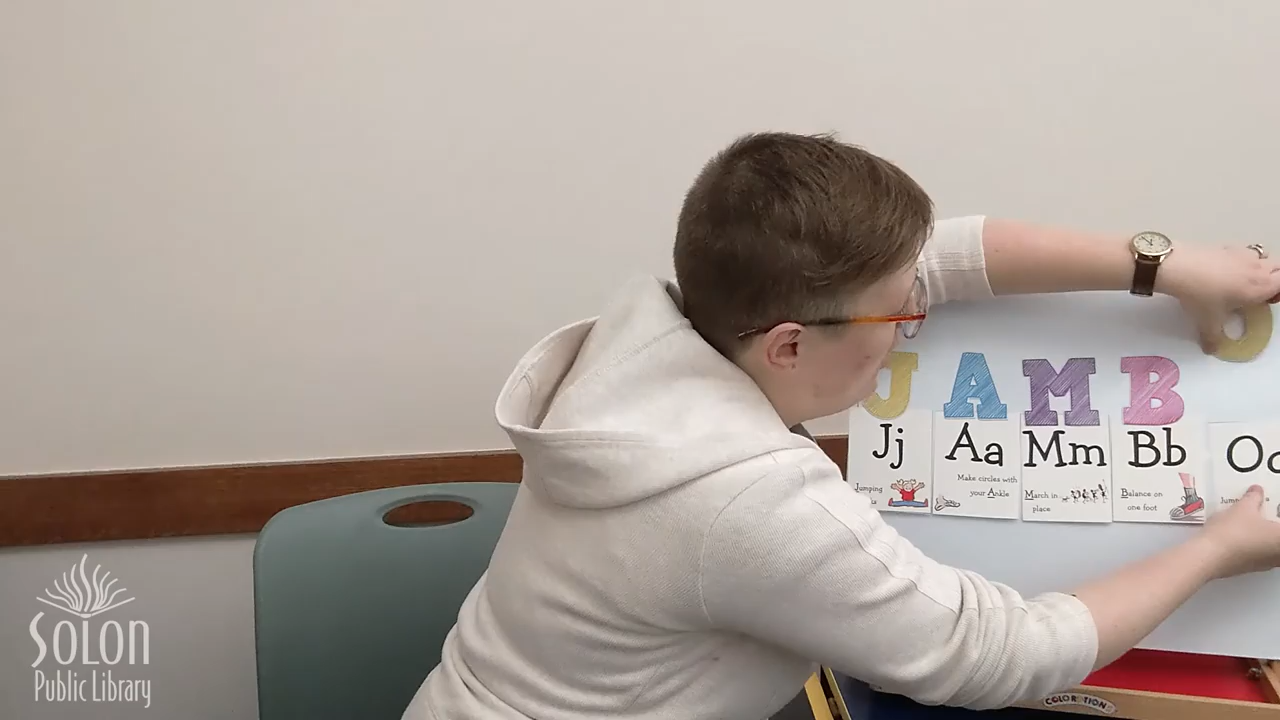 J A M B O
Jj
Jumping
Aa
Make circles with
your Ankle
Mm
March in
place
Bb
Balance on
one foot
COLORATIONS
SOLON
Public Library